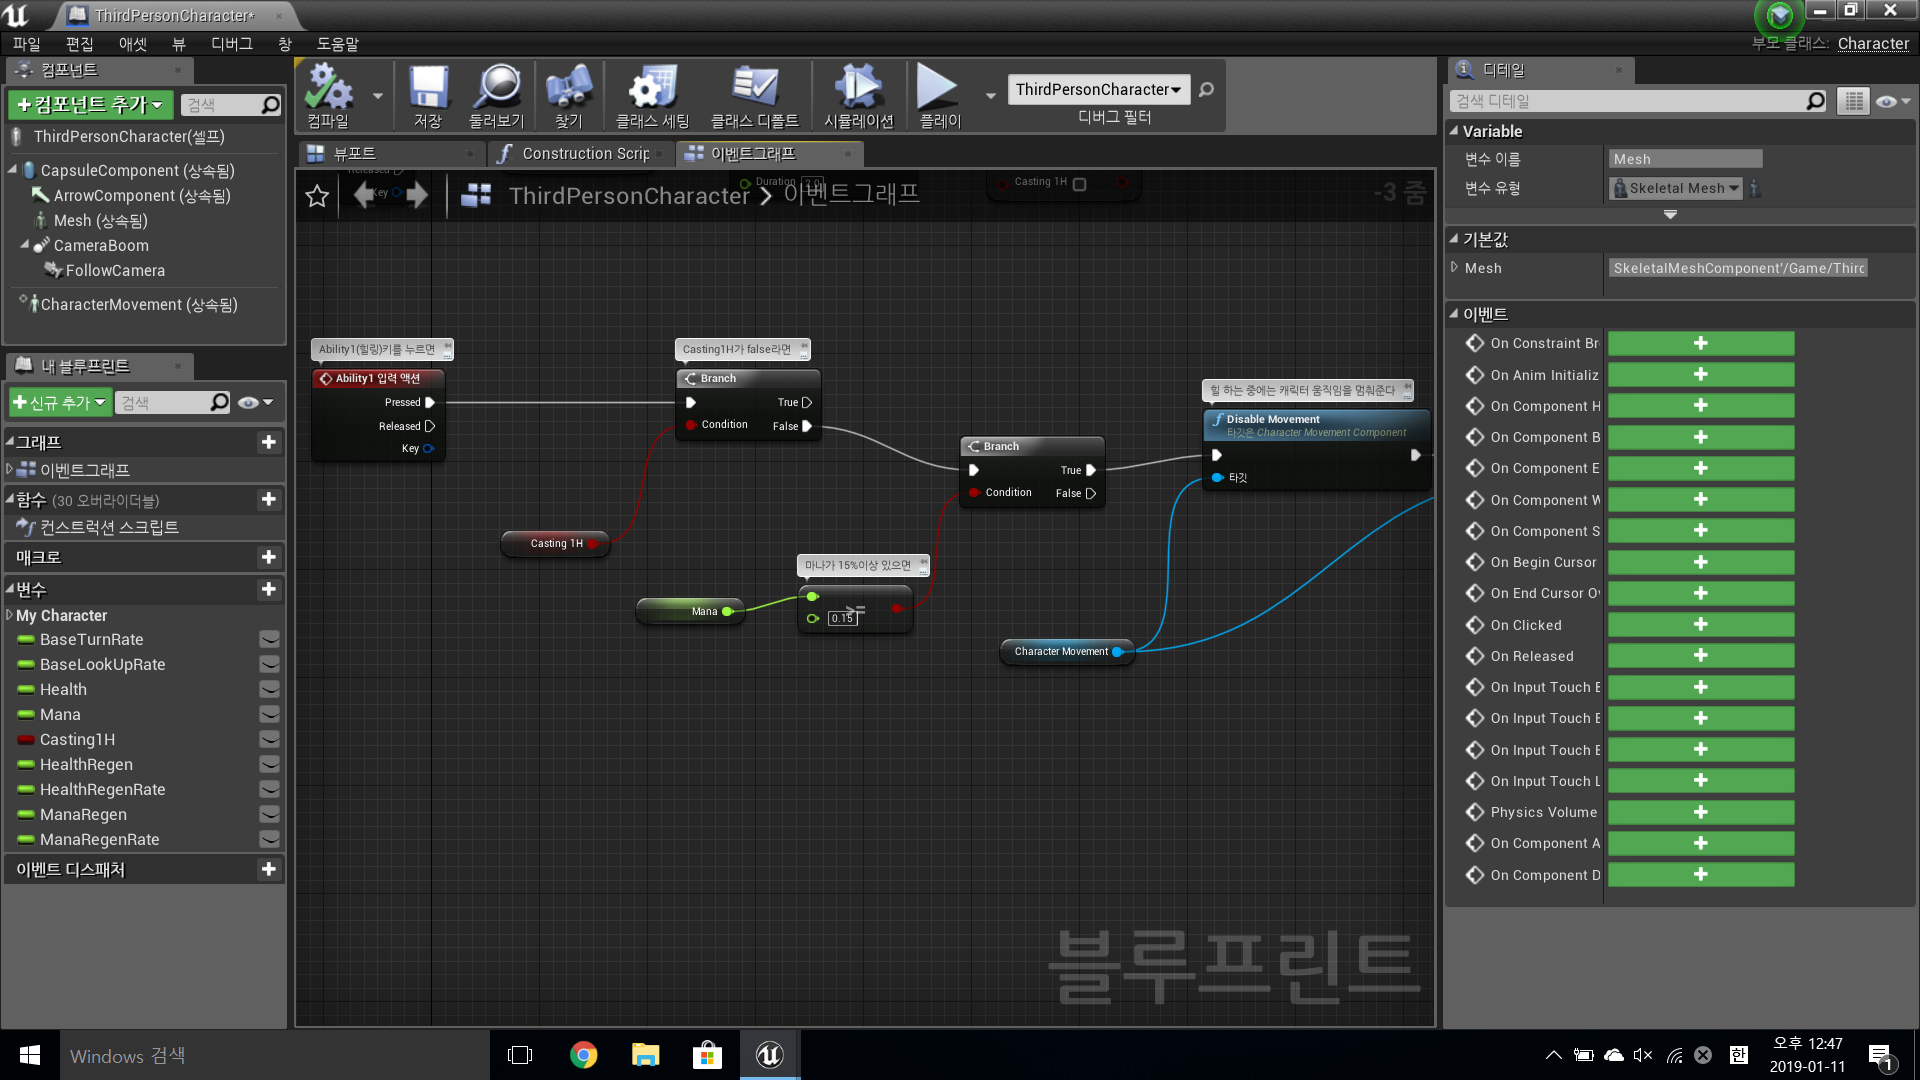 ThirdPersonCharacter*
파일 편집 애셋 뷰 디버그 창 도움말
부모 클래스: Character
컴포넌트
+컴포넌트 추가
검색
ThirdPersonCharacter(셀프)
CapsuleComponent (상속됨)
ArrowComponent (상속됨)
Mesh (상속됨)
CameraBoom
FollowCamera
CharacterMovement (상속됨)
내 블루프린트
+신규 추가
검색
그래프
이벤트그래프
함수 (30 오버라이더블)
컨스트럭션 스크립트
매크로
변수
My Character
BaseTurnRate
BaseLookUpRate
Health
Mana
Casting1H
HealthRegen
HealthRegenRate
ManaRegen
ManaRegenRate
이벤트 디스패처
컴파일
저장
둘러보기
찾기
클래스 세팅
클래스 디폴트
시뮬레이션
플레이
ThirdPersonCharacter
디버그 필터
뷰포트
Construction Scrip
이벤트그래프
Released
Key
Duration 2.0
Casting 1H
ThirdPersonCharacter > 이벤트그래프
-3 줌
Ability1(힐링)키를 누르면
Ability1 입력 액션
Pressed
Released
Key
Casting1H가 false라면
Branch
True
Condition
False
Casting 1H
Branch
True
Condition
False
마나가 15%이상 있으면
Mana
>=
0.15
힐 하는 중에는 캐릭터 움직임을 멈춰준다
Disable Movement
타깃은 Character Movement Component
타깃
Character Movement
블루프린트
디테일
검색 디테일
Variable
변수 이름 Mesh
변수 유형 Skeletal Mesh
기본값
Mesh SkeletalMeshComponent'/Game/Thirc
이벤트
On Constraint Br
On Anim Initializ
On Component H
On Component B
On Component E
On Component W
On Component S
On Begin Cursor
On End Cursor Ov
On Clicked
On Released
On Input Touch B
On Input Touch E
On Input Touch E
On Input Touch L
Physics Volume
On Component A
On Component D
Windows 검색
한
오후 12:47
2019-01-11
1